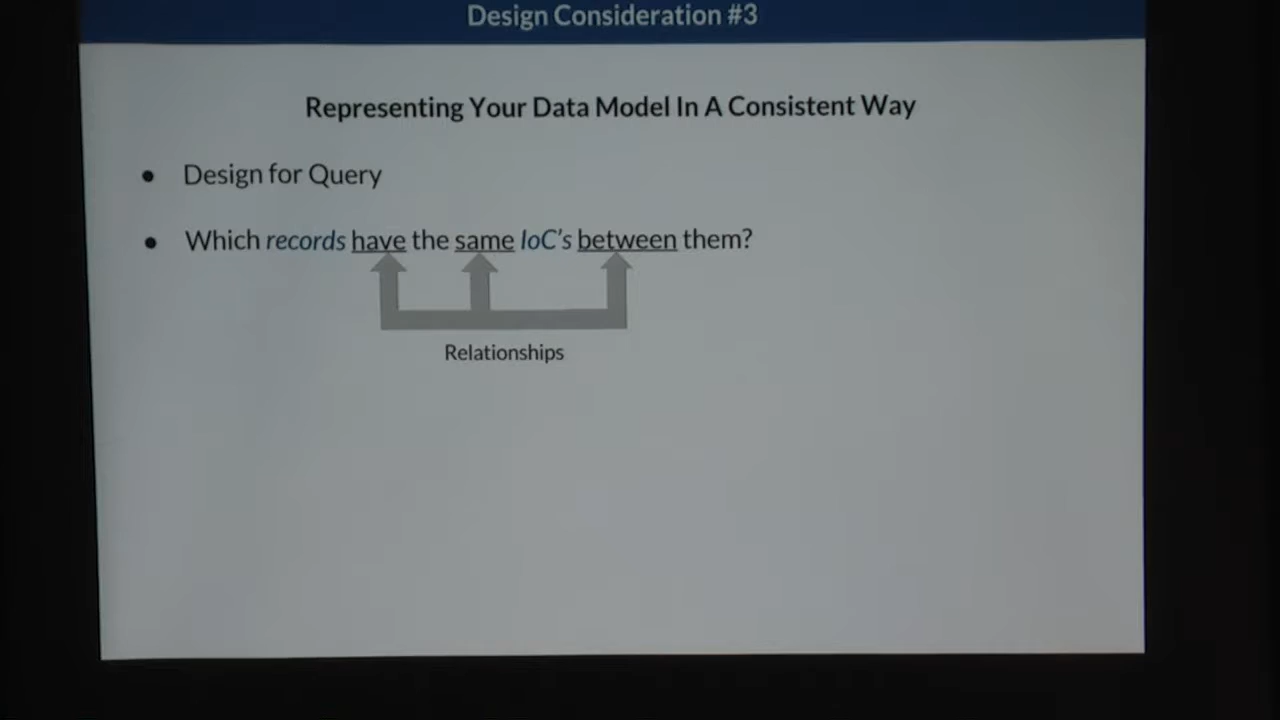 Design Consideration #3
Representing Your Data Model In A Consistent Way
• Design for Query
• Which records have the same IoC's between them?
Relationships